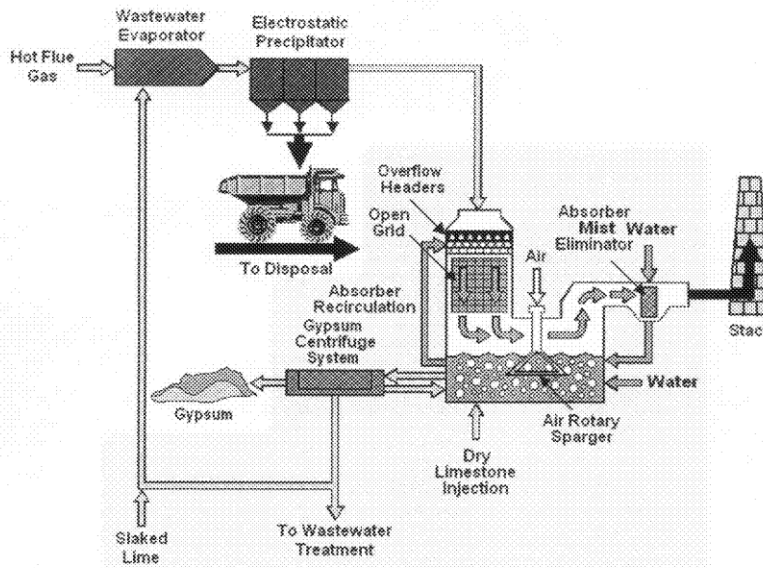 Wastewater
Evaporator
Electrostatic
Precipitator
Hot Flue
Gas
Overflow
Headers
Open
Grid
To Disposal
Absorber
Recirculation
Air
Absorber
Mist Water
Eliminator
Stack
Gypsum
Centrifuge
System
Gypsum
Water
Air Rotary
Sparger
Dry
Limestone
Injection
Slaked
Lime
To Wastewater
Treatment